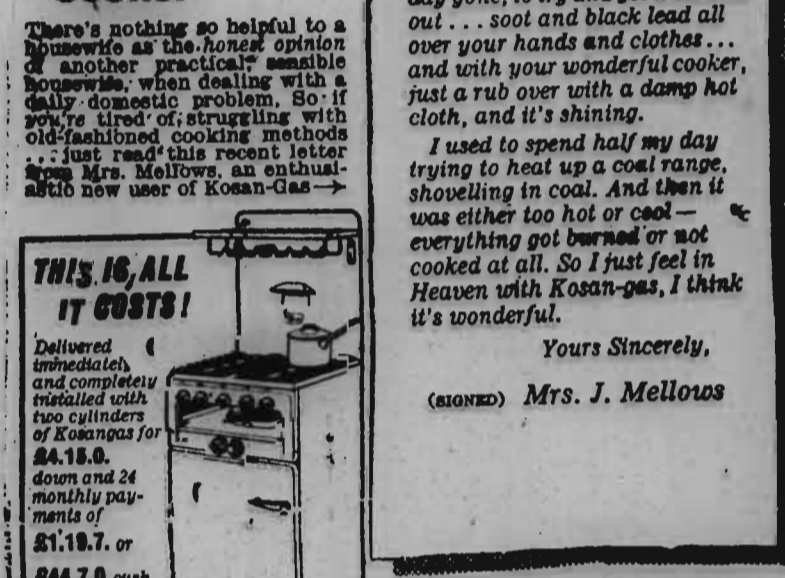 There's nothing so helpful to a
housewife as the honest opinion
of another practical, sensible
housewife, when dealing with a
daily domestic problem. So if
you're tired of struggling with
old-fashioned cooking methods
... just read this recent letter
from Mrs. Mellows, an enthusi-
astic new user of Kosan-Gas→
THIS IS ALL
IT COSTS!
Delivered
immediately
and completely
installed with
two cylinders
of Kosangas for
£4.15.0.
down and 24
monthly pay-
ments of
£1.19.7. or
£44.7.0 cash
out . . . soot and black lead all
over your hands and clothes . . .
and with your wonderful cooker,
just a rub over with a damp hot
cloth, and it's shining.
I used to spend half my day
trying to heat up a coal range,
shovelling in coal. And then it
was either too hot or cool —
everything got burned or not
cooked at all. So I just feel in
Heaven with Kosan-gas, I think
it's wonderful.
Yours Sincerely,
(SIGNED) Mrs. J. Mellows